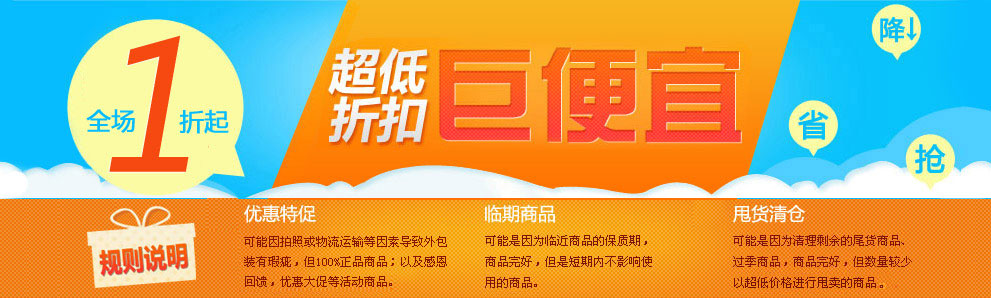 全场1折起
超低
折扣
巨便宜
降↓
省
抢
规则说明
优惠特促
可能因拍照或物流运输等因素导致外包
装有瑕疵，但100%正品商品；以及感恩
回馈，优惠大促等活动商品。
临期商品
可能是因为临近商品的保质期，
商品完好，但是短期内不影响使
用的商品。
甩货清仓
可能是因为清理剩余的尾货商品、
过季商品，商品完好，但数量较少
以超低价格进行甩卖的商品。